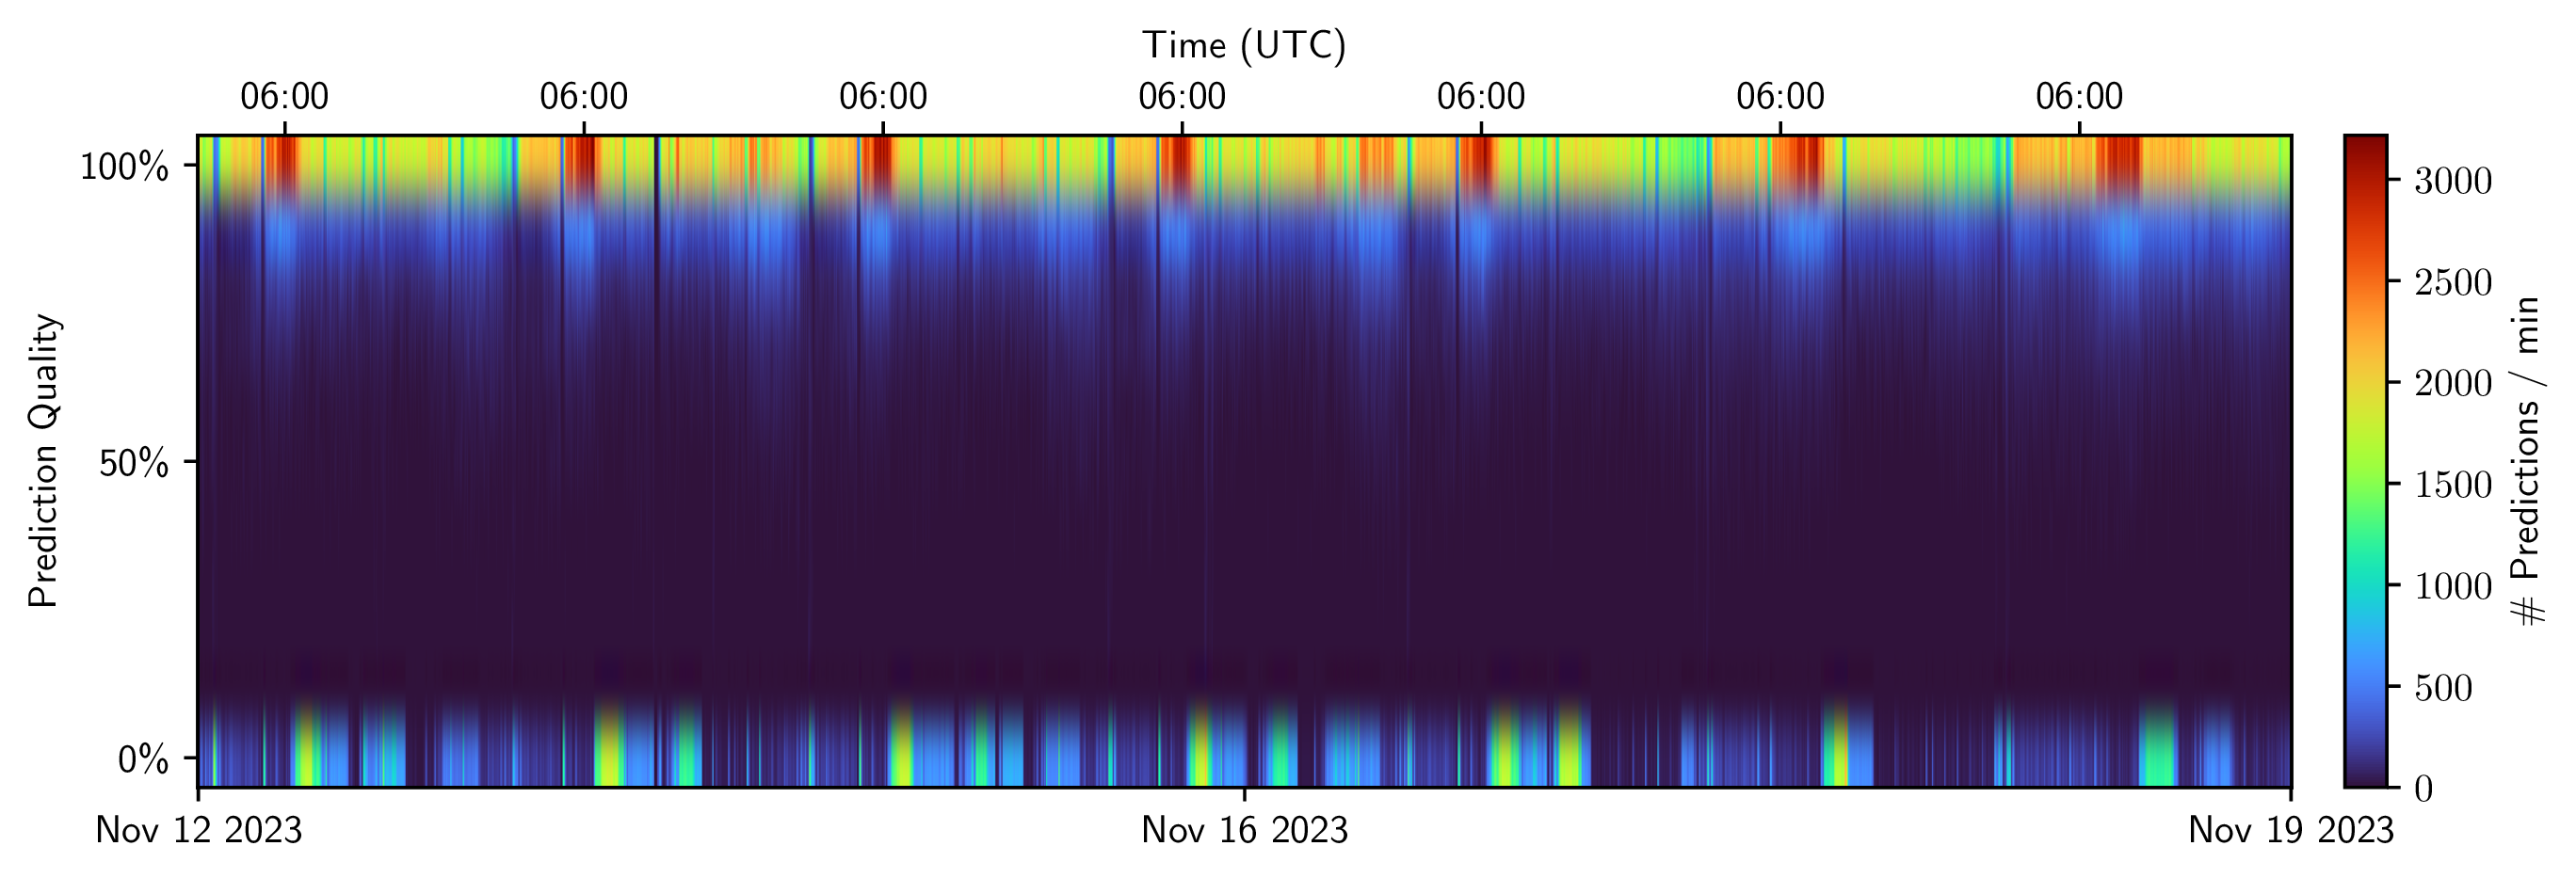 Time (UTC)
06:00 06:00 06:00 06:00 06:00 06:00 06:00
100%
50%
0%
Prediction Quality
Nov 12 2023 Nov 16 2023 Nov 19 2023
3000
2500
2000
1500
1000
500
0
# Predictions / min